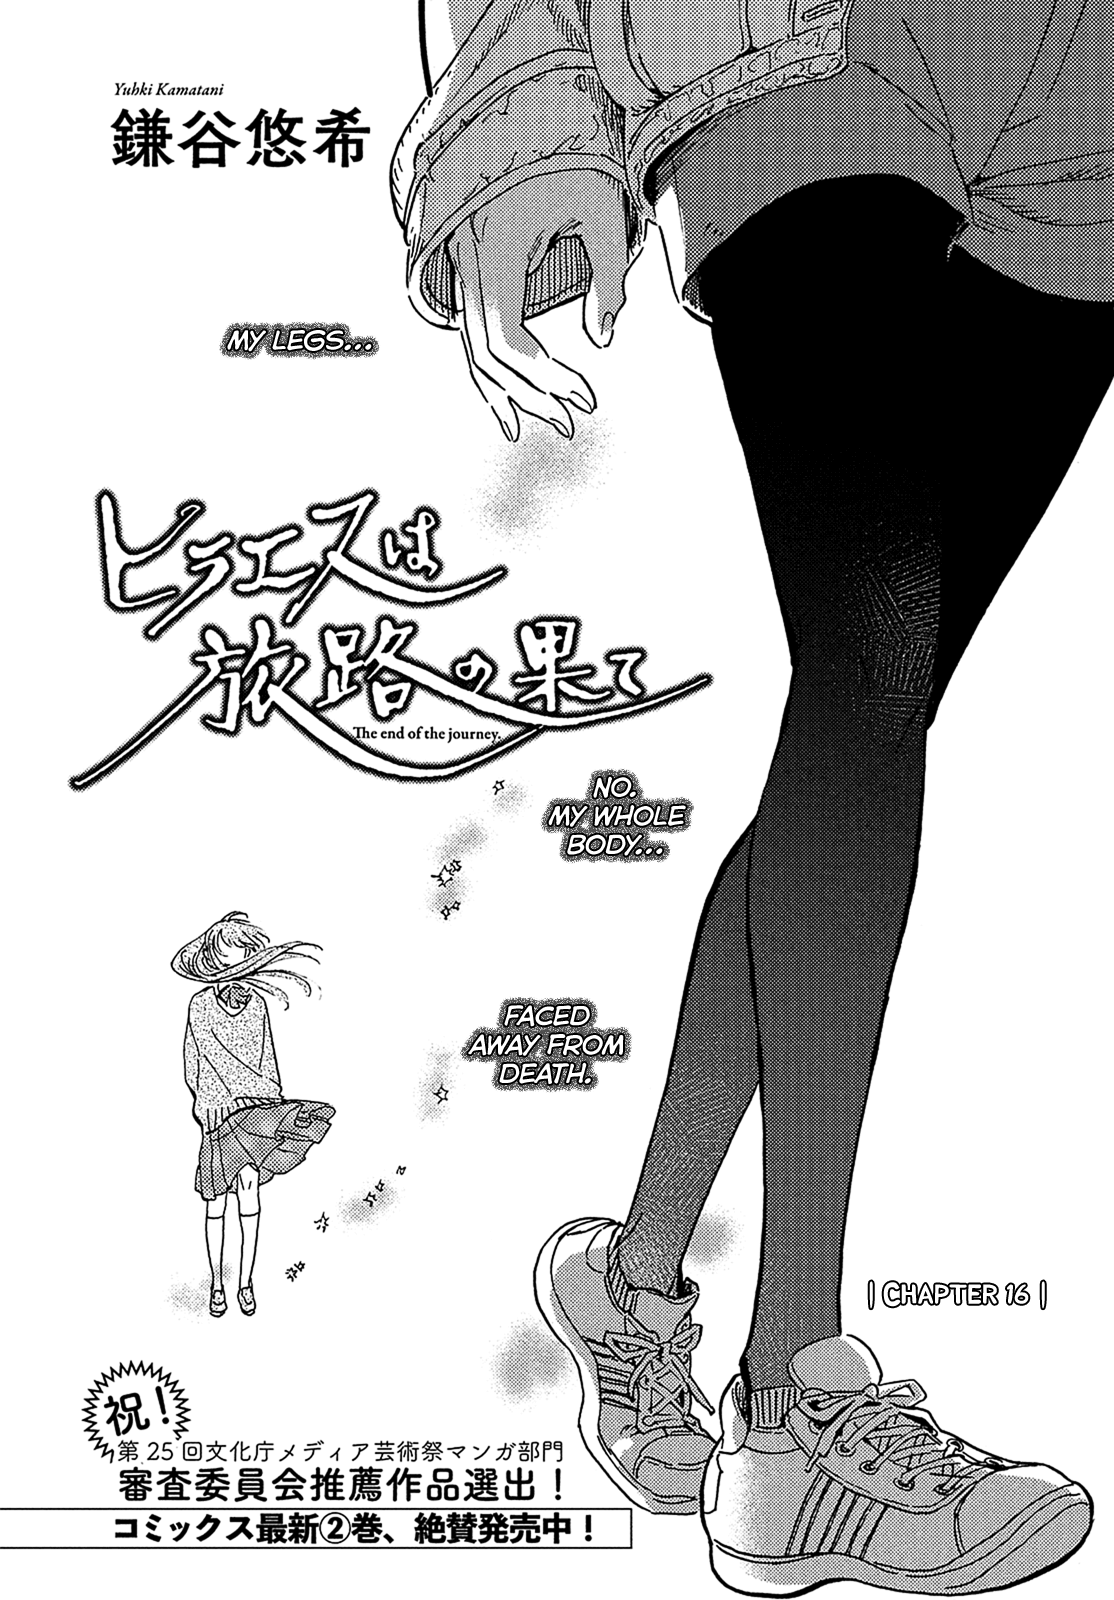 Yuhki Kamatani
鎌谷悠希
MY LEGS...
ヒラエスは
旅路の果て
The end of the journey.
NO.
MY WHOLE
BODY...
FACED
AWAY FROM
DEATH.
| CHAPTER 16 |
祝!
第25回文化庁メディア芸術祭マンガ部門
審査委員会推薦作品選出!
コミックス最新②巻、絶賛発売中!